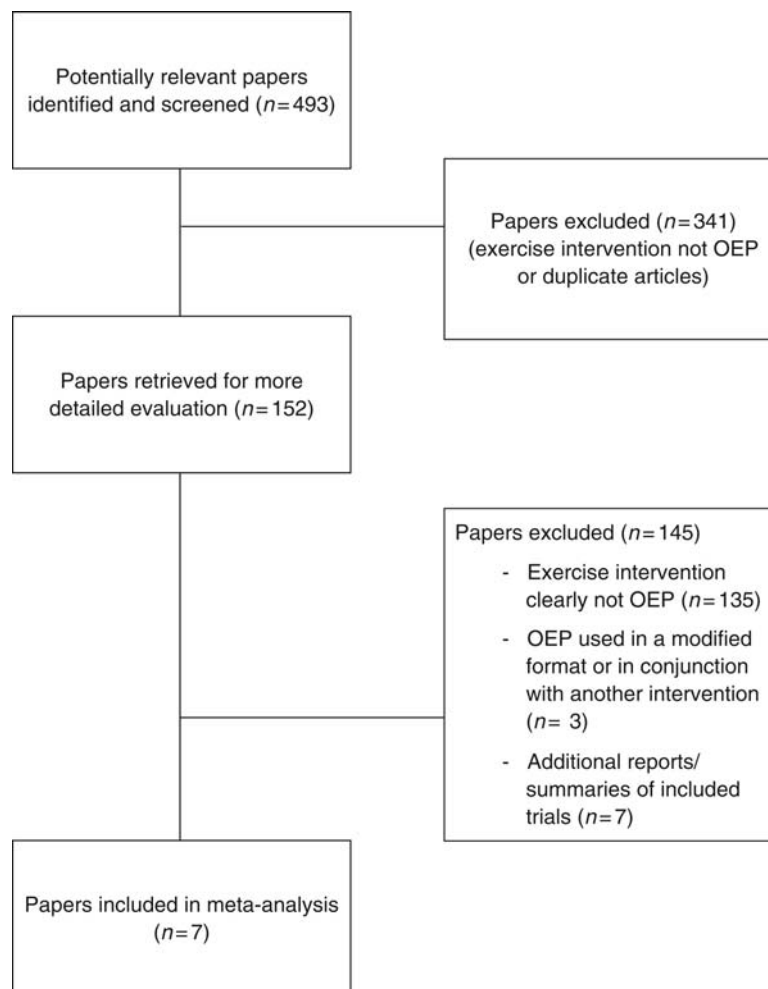 Potentially relevant papers
identified and screened (n=493)
Papers excluded (n=341)
(exercise intervention not OEP
or duplicate articles)
Papers retrieved for more
detailed evaluation (n=152)
Papers excluded (n=145)
- Exercise intervention
clearly not OEP (n=135)
- OEP used in a modified
format or in conjunction
with another intervention
(n= 3)
- Additional reports/
summaries of included
trials (n=7)
Papers included in meta-analysis
(n=7)